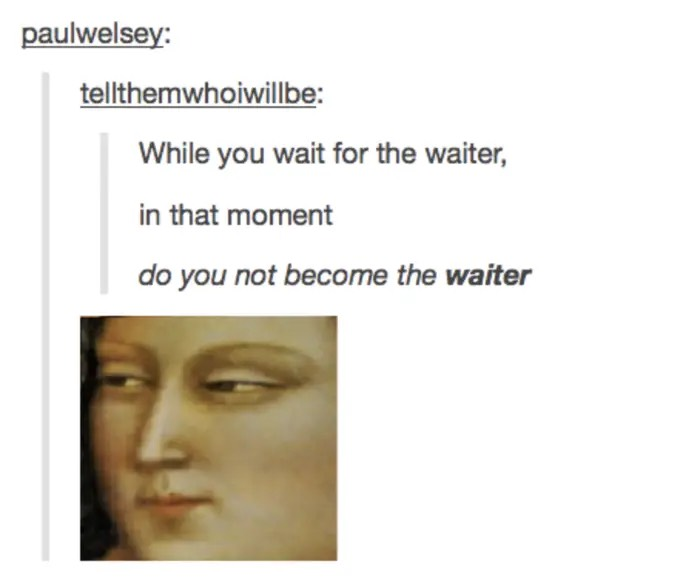 paulwelsey:
tellthemwhoiwillbe:
While you wait for the waiter,
in that moment
do you not become the waiter